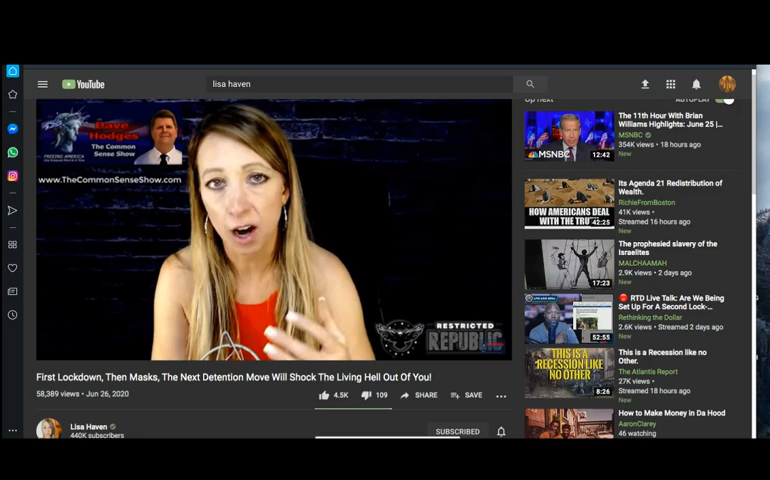 YouTube
lisa haven
Dave
Hodges
The Common
Sense Show
FREEING AMERICA
www.TheCommonSenseShow.com
RESTRICTED
REPUBLIC
First Lockdown, Then Masks, The Next Detention Move Will Shock The Living Hell Out Of You!
58,389 views • Jun 26, 2020
4.5K
109
SHARE
SAVE
Lisa Haven
440K subscribers
SUBSCRIBED
Up next
AUTOPLAY
MSNBC
12:42
The 11th Hour With Brian
Williams Highlights: June 25 |...
MSNBC
354K views • 18 hours ago
New
HOW AMERICANS DEAL
WITH THE TRU
42:25
Its Agenda 21 Redistribution of
Wealth.
RichieFromBoston
41K views •
Streamed 16 hours ago
New
17:23
The prophesied slavery of the
Israelites
MALCHAAMAH
2.9K views • 2 days ago
New
52:55
RTD Live Talk: Are We Being
Set Up For A Second Lock-...
Rethinking the Dollar
2.6K views • Streamed 2 days ago
New
THIS IS A
RECESSION LIKE
NO OTHER
8:26
This is a Recession like no
Other.
The Atlantis Report
27K views •
Streamed 18 hours ago
New
How to Make Money in Da Hood
AaronClarey
46 watching